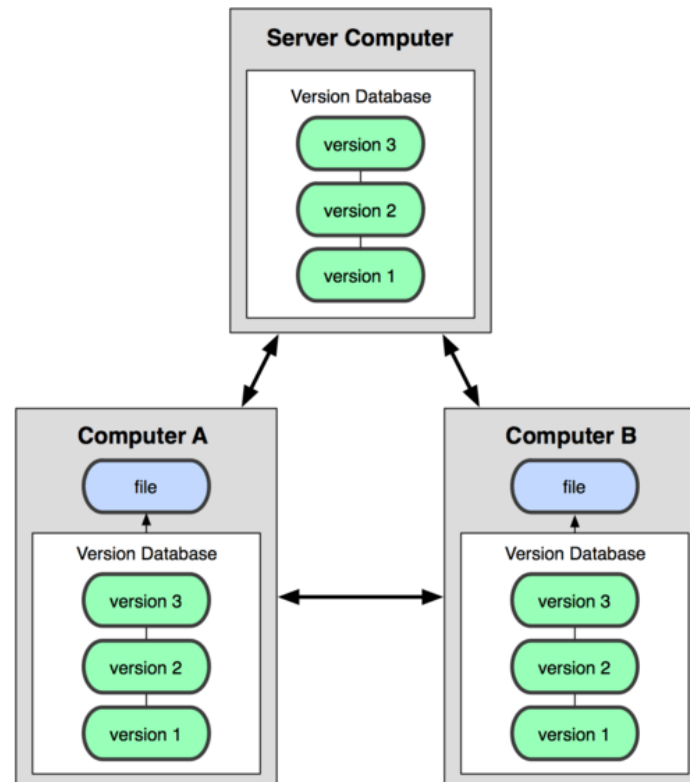 Server Computer
Version Database
version 3
version 2
version 1
Computer A
file
Version Database
version 3
version 2
version 1
Computer B
file
Version Database
version 3
version 2
version 1